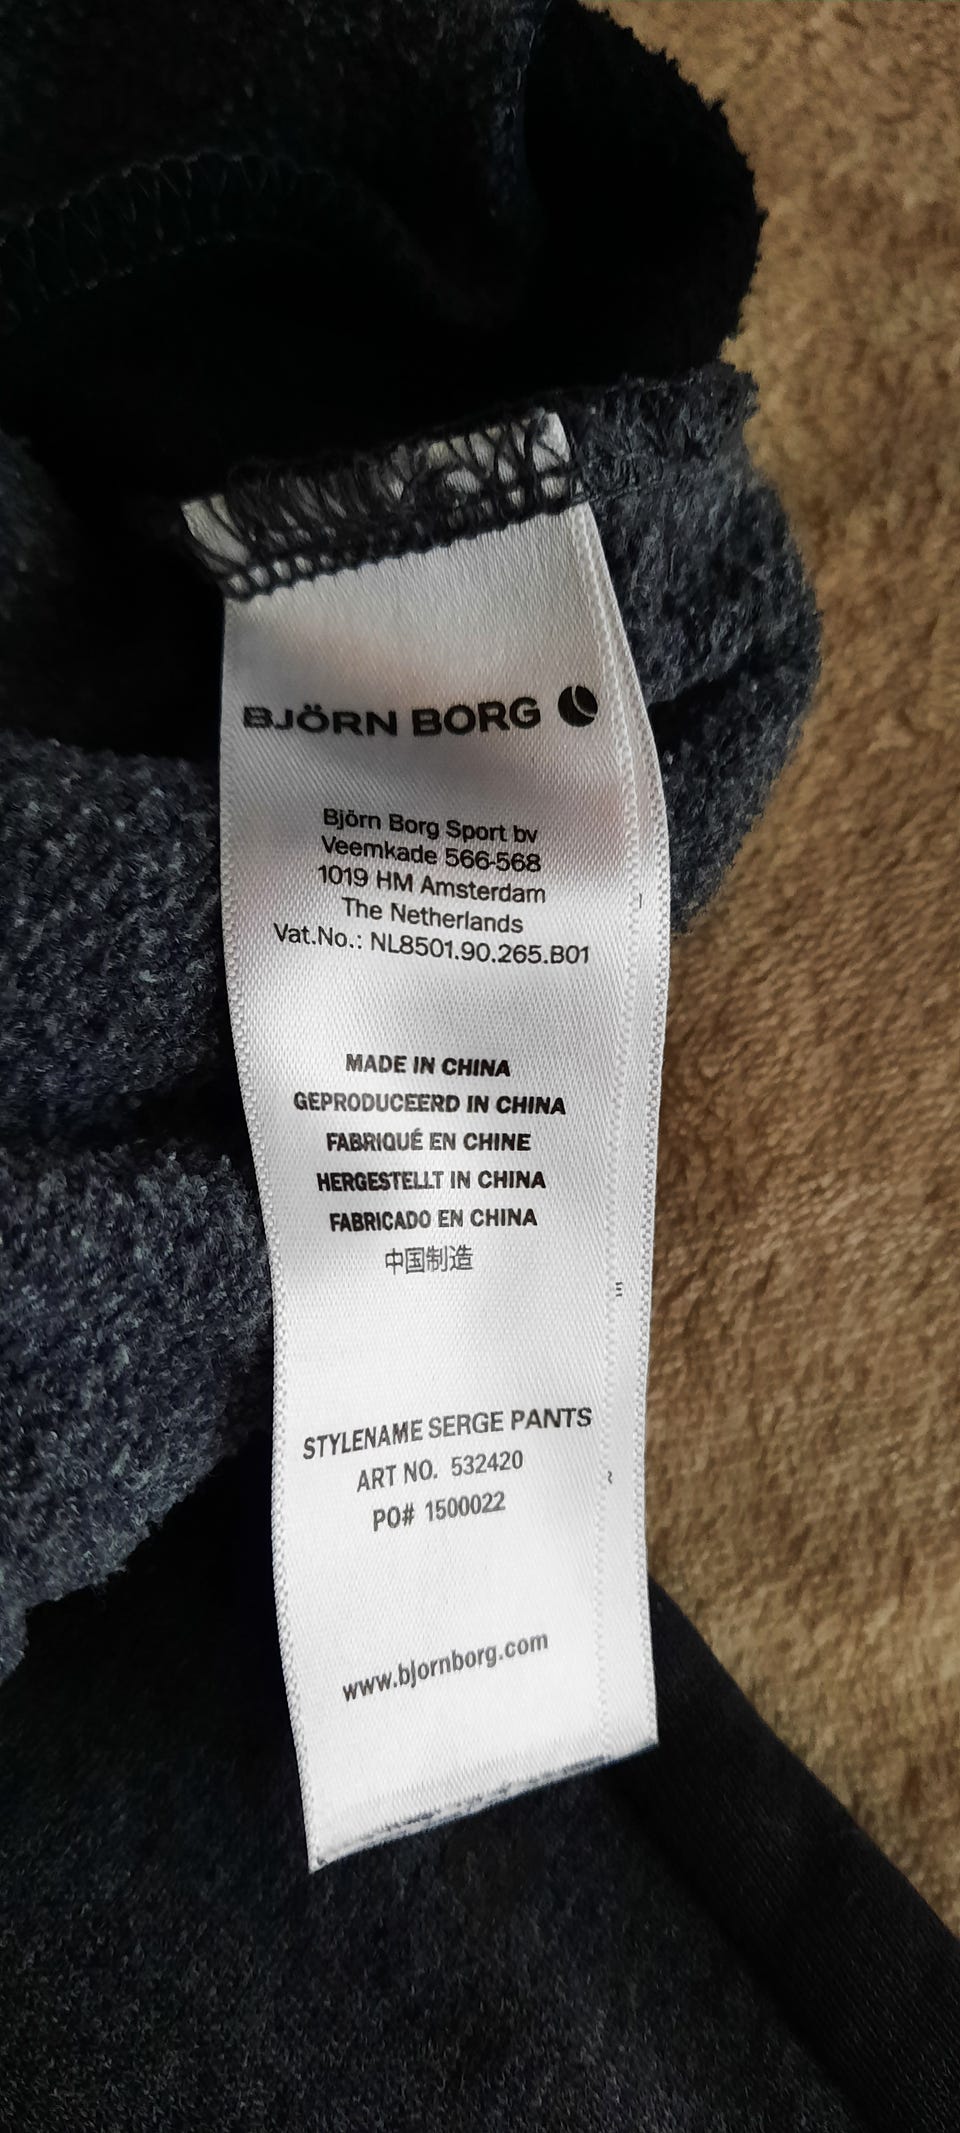 BJÖRN BORG
Björn Borg Sport bv
Veemkade 566-568
1019 HM Amsterdam
The Netherlands
Vat.No.: NL8501.90.265.B01
MADE IN CHINA
GEPRODUCEERD IN CHINA
FABRIQUÉ EN CHINE
HERGESTELLT IN CHINA
FABRICADO EN CHINA
中国制造
STYLENAME SERGE PANTS
ART NO. 532420
PO# 1500022
www.bjornborg.com